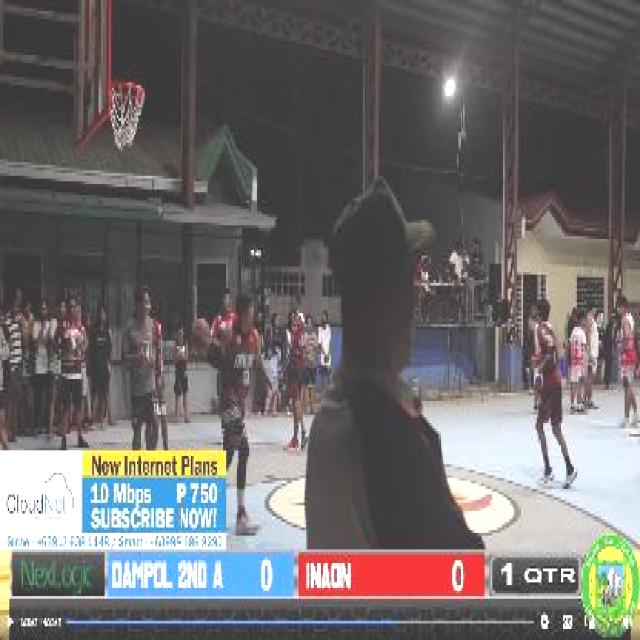 New Internet Plans
CloudNet
10 Mbps P 750
SUBSCRIBE NOW!
NexLogic DAMPOL 2ND A 0 INAON 0 1 QTR